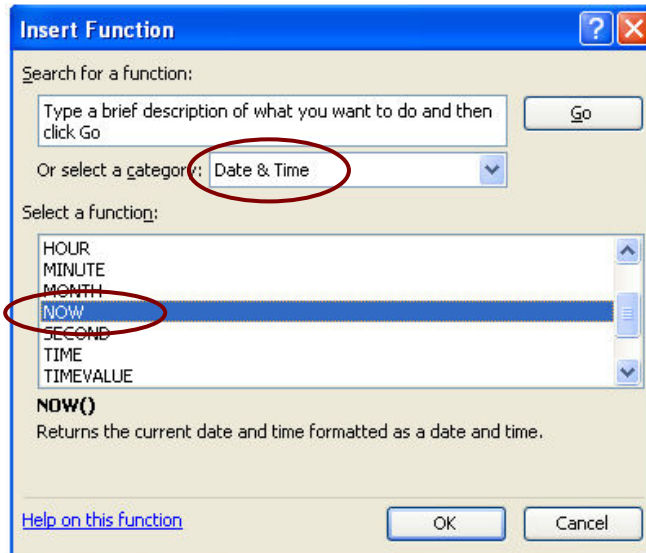 Insert Function
Search for a function:
Type a brief description of what you want to do and then
click Go
Go
Or select a category: Date & Time
Select a function:
HOUR
MINUTE
MONTH
NOW
SECOND
TIME
TIMEVALUE
NOW()
Returns the current date and time formatted as a date and time.
Help on this function
OK
Cancel